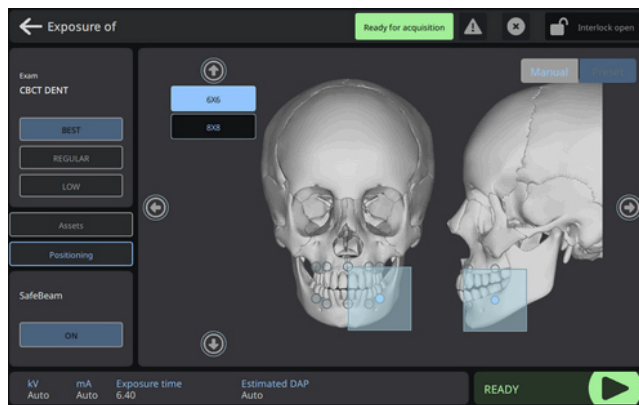 Exposure of
Ready for acquisition
Interlock open
Exam
CBCT DENT
BEST
REGULAR
LOW
Assets
Positioning
SafeBeam
ON
6X6
8X8
Manual
kV
Auto
mA
Auto
Exposure time
6.40
Estimated DAP
Auto
READY